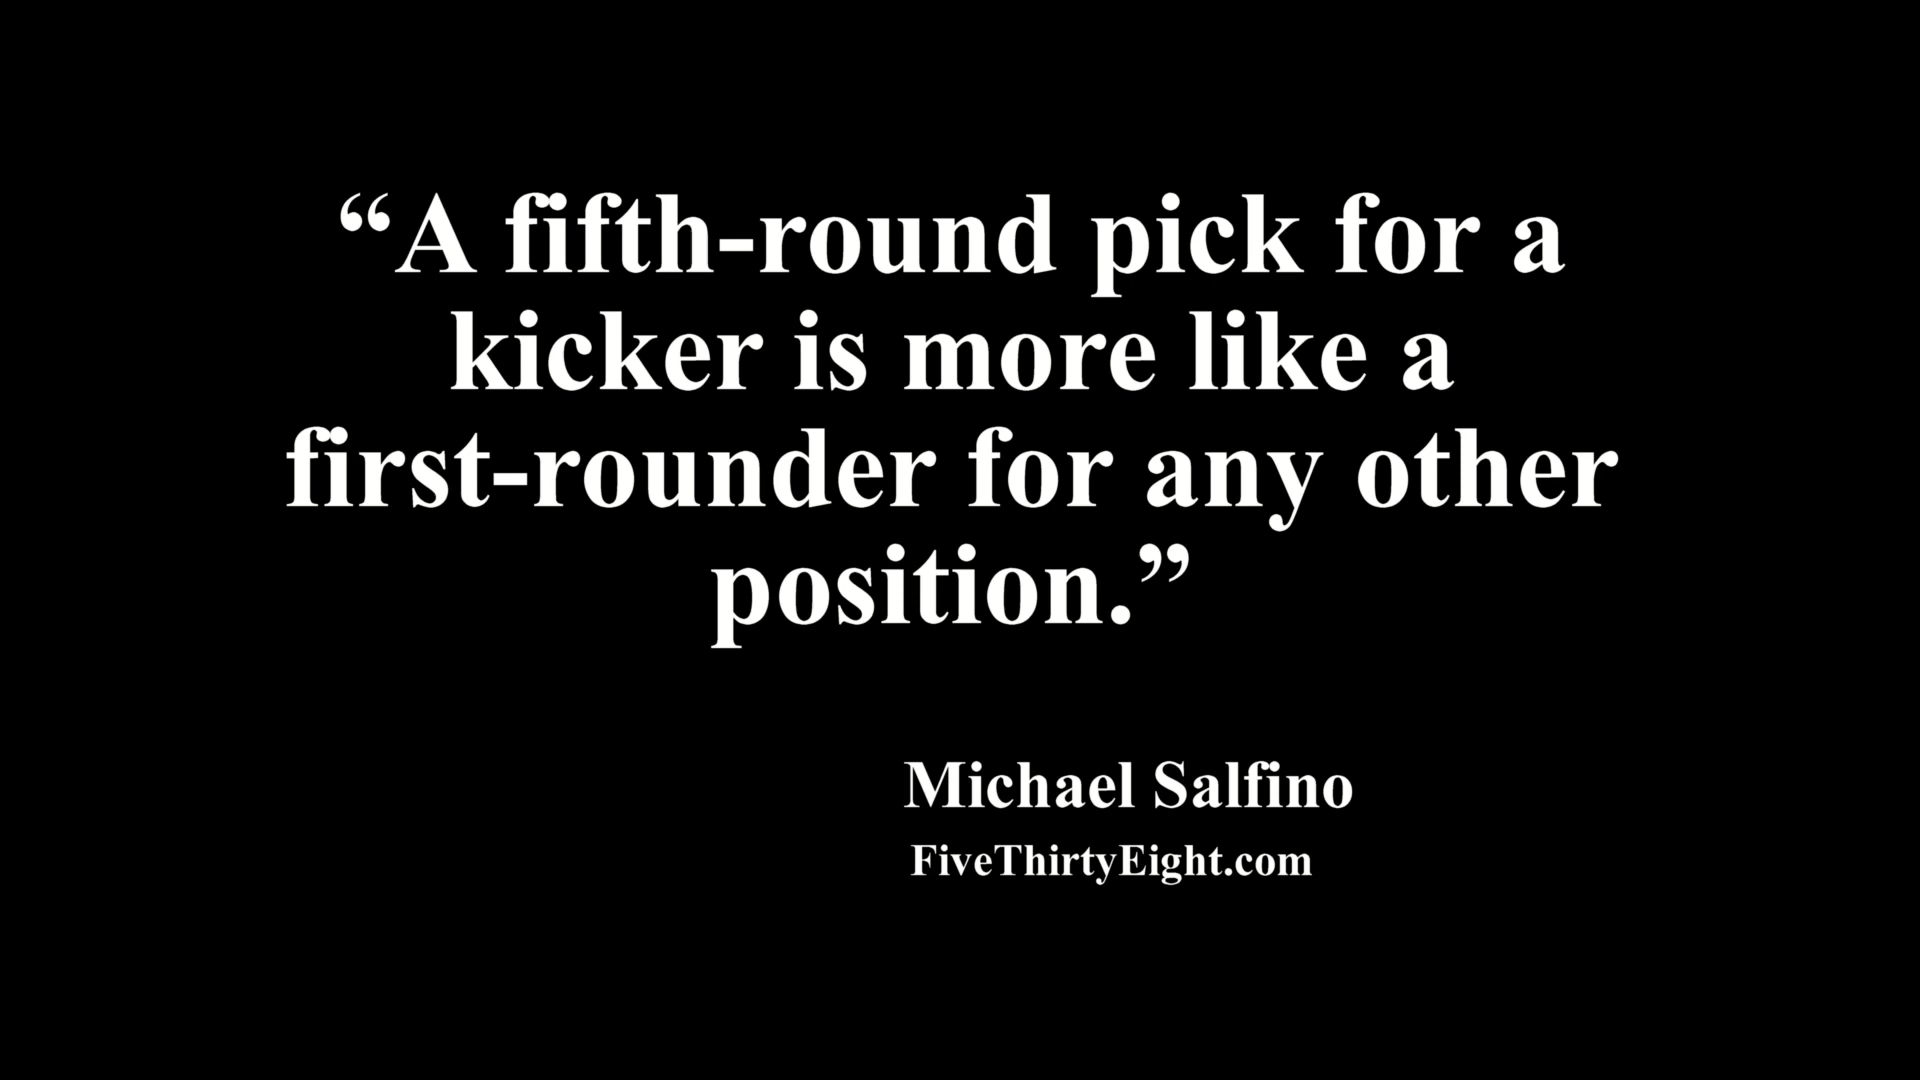 “A fifth-round pick for a
kicker is more like a
first-rounder for any other
position.”
Michael Salfino
FiveThirtyEight.com